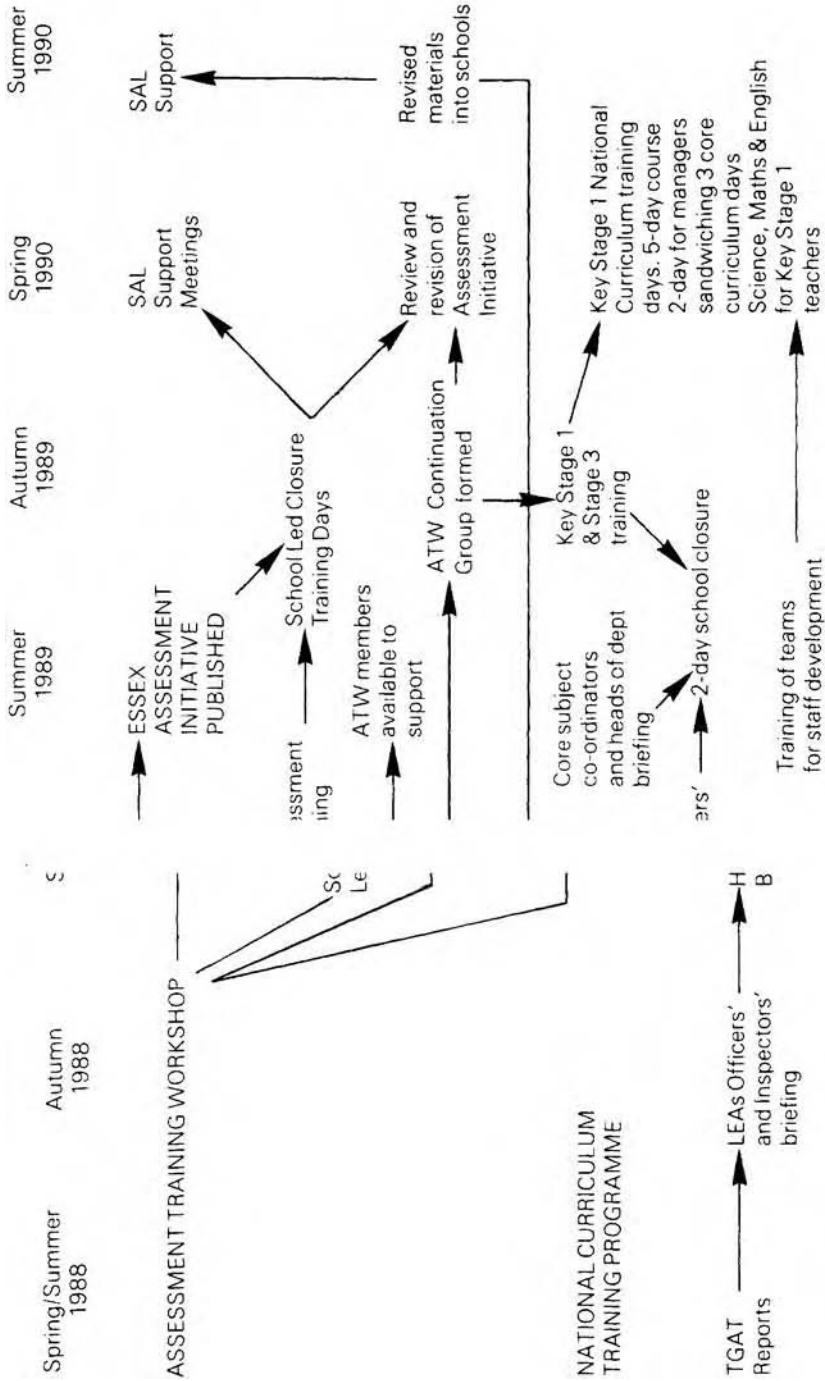 Spring/Summer
1988
Autumn
1988
Summer
1989
Autumn
1989
Spring
1990
Summer
1990
ASSESSMENT TRAINING WORKSHOP
ESSEX
ASSESSMENT
INITIATIVE
PUBLISHED
School Led Closure
Training Days
SAL
Support
Meetings
SAL
Support
ATW members
available to
support
ATW Continuation
Group formed
Review and
revision of
Assessment
Initiative
Revised
materials
into schools
NATIONAL CURRICULUM
TRAINING PROGRAMME
Core subject
co-ordinators
and heads of dept
briefing
Key Stage 1
& Stage 3
training
Key Stage 1 National
Curriculum training
days. 5-day course
2-day for managers
sandwiching 3 core
curriculum days
Science, Maths & English
for Key Stage 1
teachers
TGAT
Reports
LEAs Officers'
and Inspectors'
briefing
H
B
2-day school closure
Training of teams
for staff development